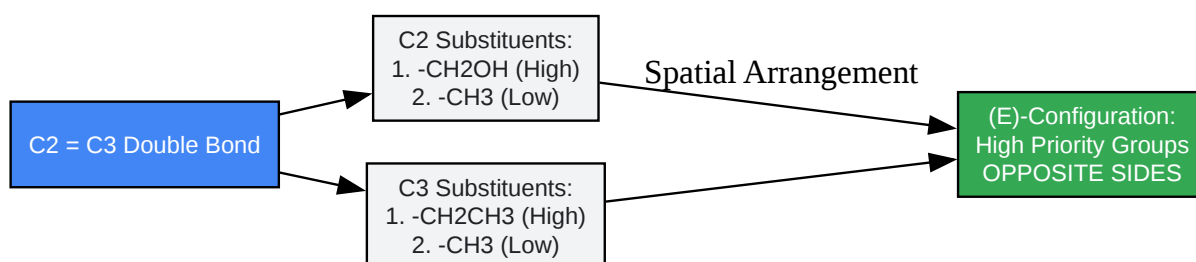 C2 = C3 Double Bond
C2 Substituents:
1. -CH2OH (High)
2. -CH3 (Low)
C3 Substituents:
1. -CH2CH3 (High)
2. -CH3 (Low)
Spatial Arrangement
(E)-Configuration:
High Priority Groups
OPPOSITE SIDES